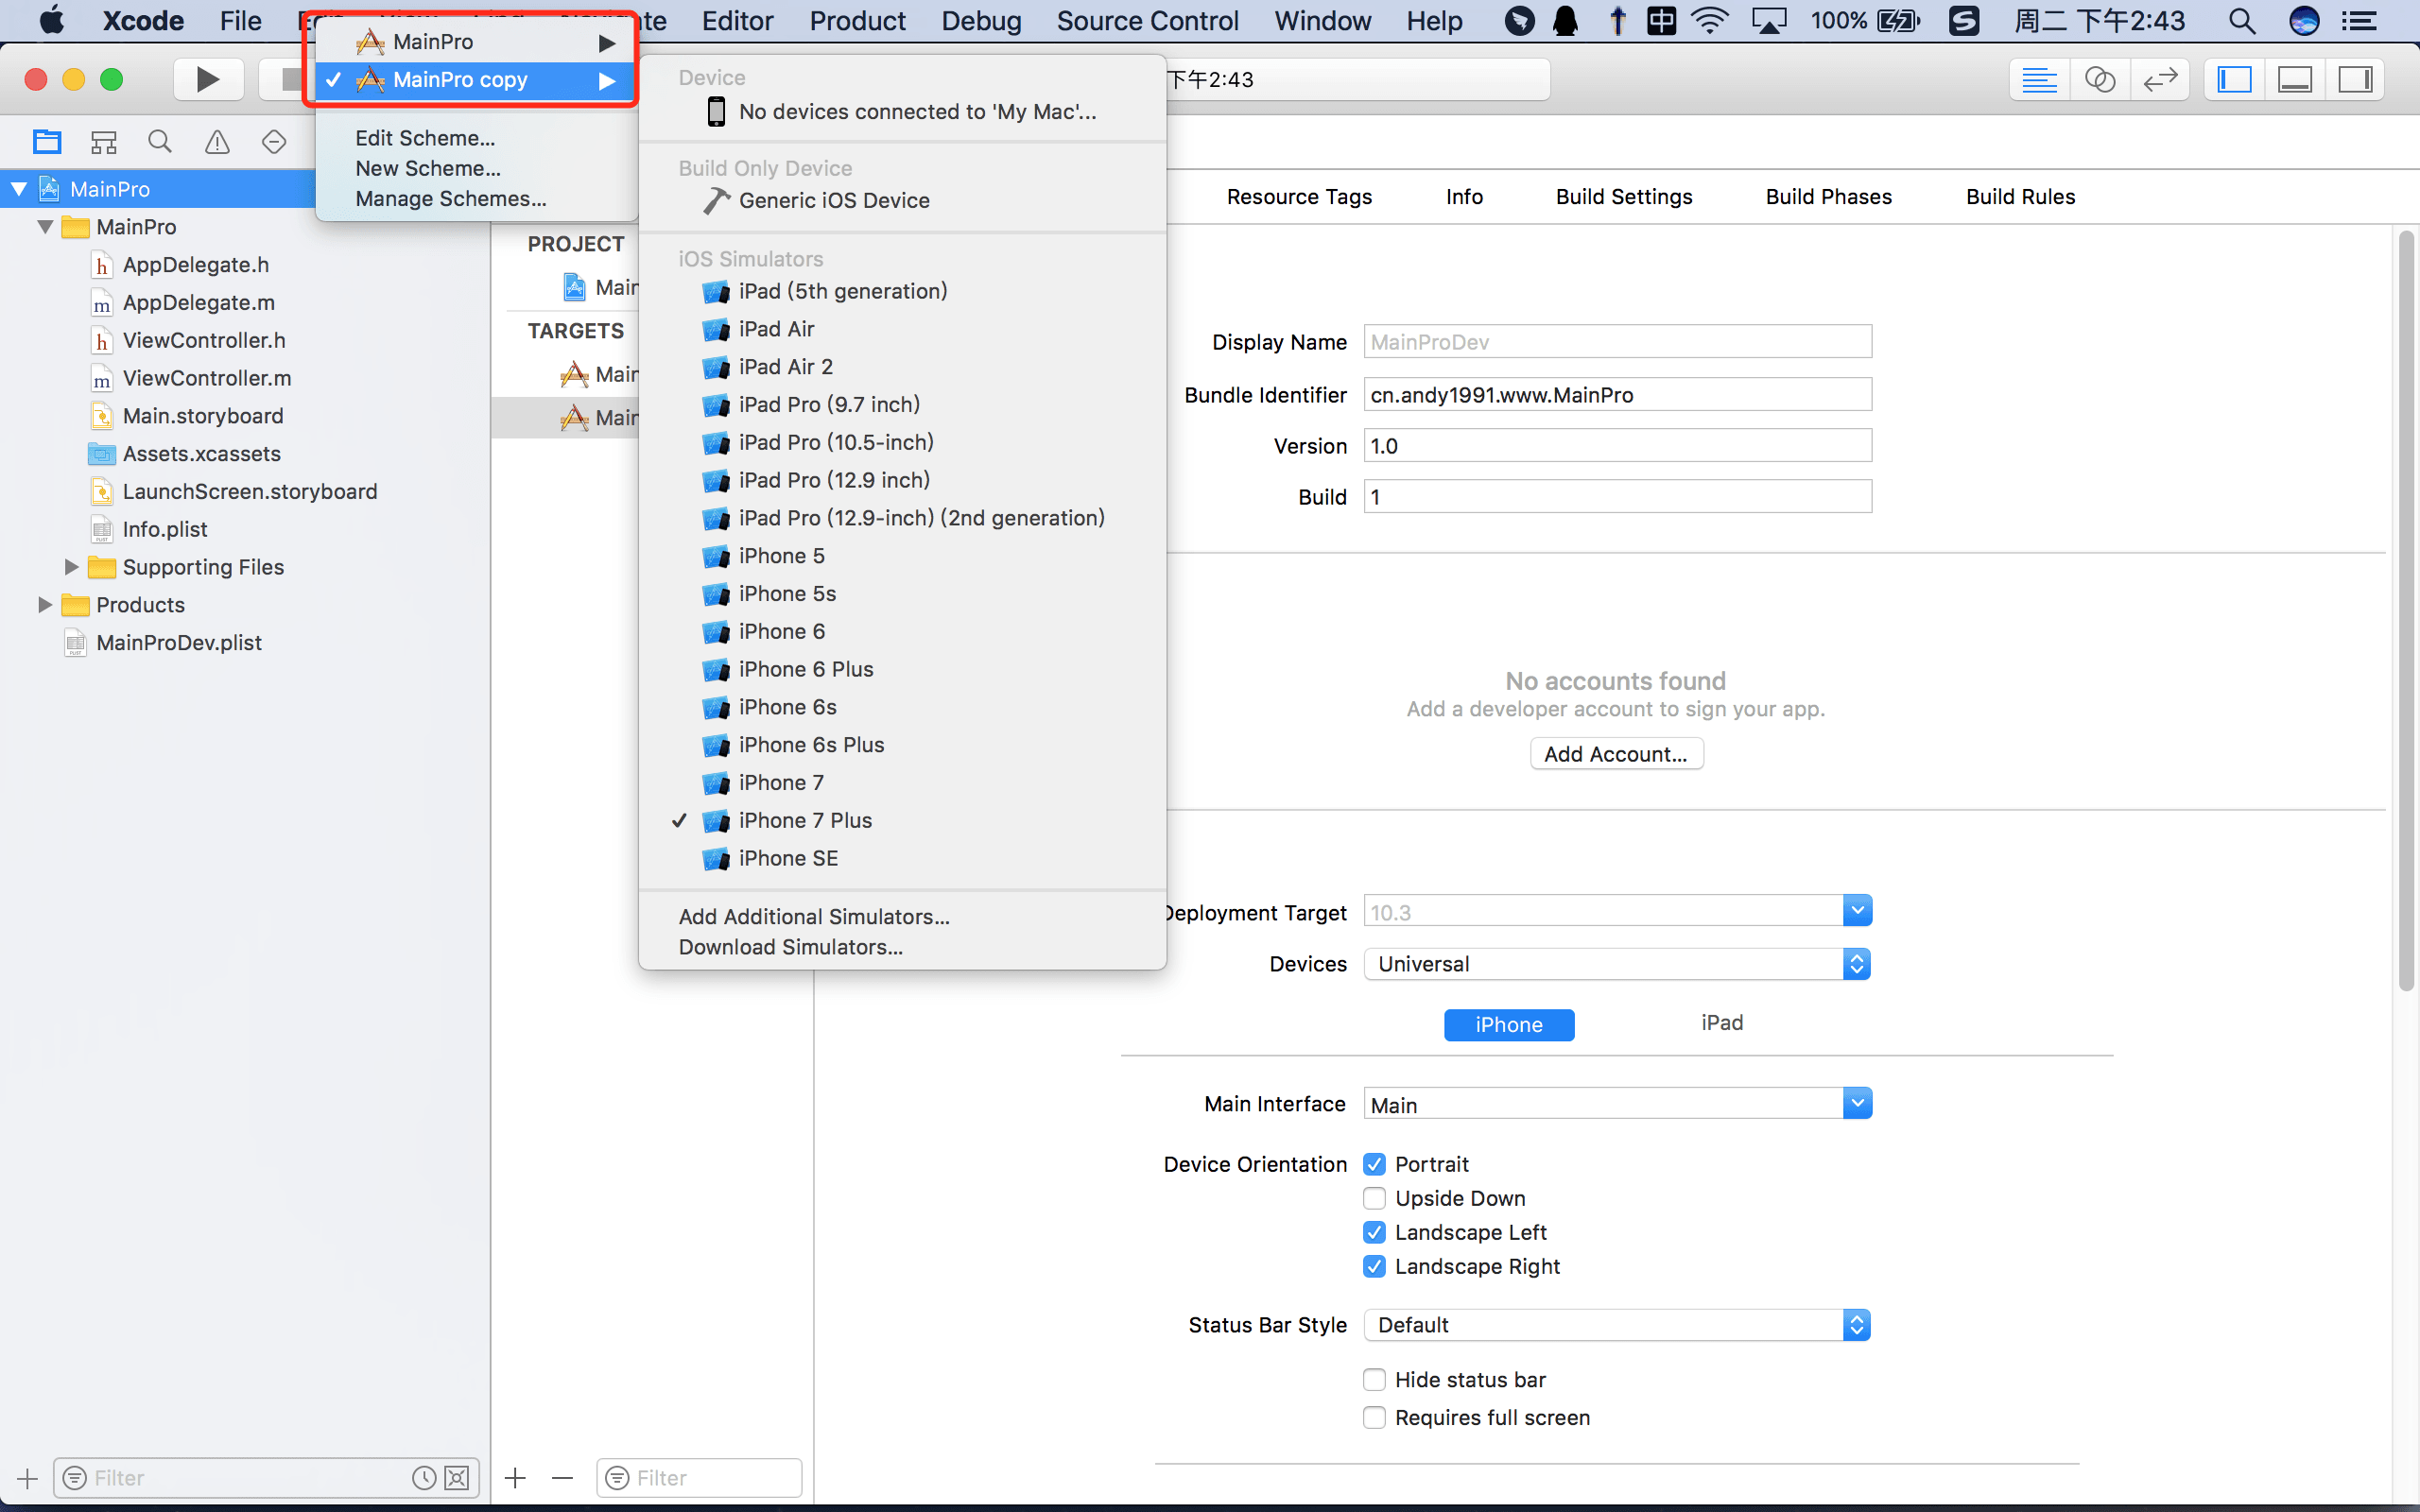 Xcode File Editor Product Debug Source Control Window Help 中 100% 周二 下午2:43
MainPro
MainPro copy
Edit Scheme...
New Scheme...
Manage Schemes...
Device
No devices connected to 'My Mac'...
Build Only Device
Generic iOS Device
iOS Simulators
iPad (5th generation)
iPad Air
iPad Air 2
iPad Pro (9.7 inch)
iPad Pro (10.5-inch)
iPad Pro (12.9 inch)
iPad Pro (12.9-inch) (2nd generation)
iPhone 5
iPhone 5s
iPhone 6
iPhone 6 Plus
iPhone 6s
iPhone 6s Plus
iPhone 7
iPhone 7 Plus
iPhone SE
Add Additional Simulators...
Download Simulators...
下午2:43
MainPro
MainPro
h AppDelegate.h
m AppDelegate.m
h ViewController.h
m ViewController.m
Main.storyboard
Assets.xcassets
LaunchScreen.storyboard
Info.plist
Supporting Files
Products
MainProDev.plist
Filter
PROJECT
TARGETS
Filter
Resource Tags Info Build Settings Build Phases Build Rules
Display Name MainProDev
Bundle Identifier cn.andy1991.www.MainPro
Version 1.0
Build 1
No accounts found
Add a developer account to sign your app.
Add Account...
Deployment Target 10.3
Devices Universal
iPhone iPad
Main Interface Main
Device Orientation Portrait
Upside Down
Landscape Left
Landscape Right
Status Bar Style Default
Hide status bar
Requires full screen